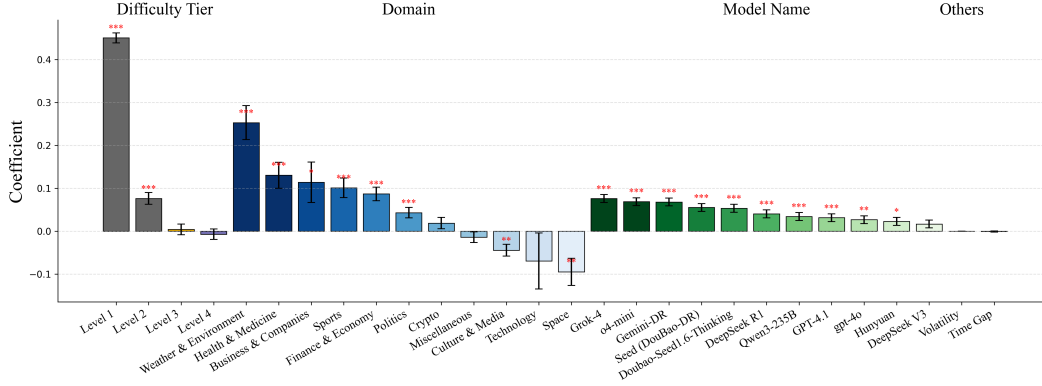 Difficulty Tier
Domain
Model Name
Others
Coefficient
0.4
0.3
0.2
0.1
0.0
−0.1
***
***
***
***
*
***
***
***
**
**
***
***
***
***
***
***
***
***
**
*
Level 1
Level 2
Level 3
Level 4
Weather & Environment
Health & Medicine
Business & Companies
Sports
Finance & Economy
Politics
Crypto
Miscellaneous
Culture & Media
Technology
Space
Grok-4
o4-mini
Gemini-DR
Seed (DouBao-DR)
Doubao-Seed1.6-Thinking
DeepSeek R1
Qwen3-235B
GPT-4.1
gpt-4o
Hunyuan
DeepSeek V3
Volatility
Time Gap